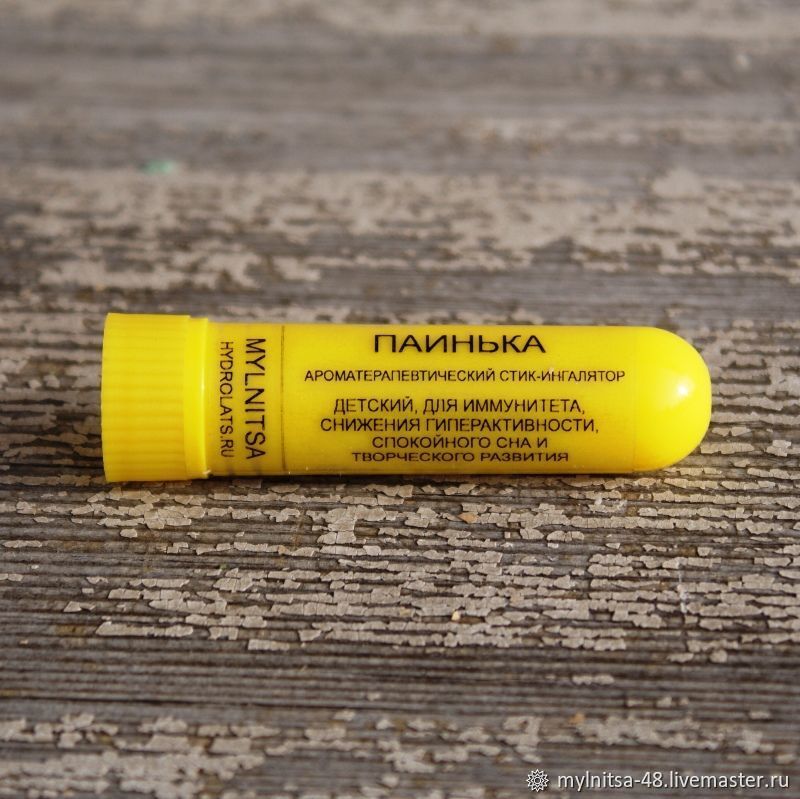 MYLNITSA
HYDROLATS.RU
ПАИНЬКА
АРОМАТЕРАПЕВТИЧЕСКИЙ СТИК-ИНГАЛЯТОР
ДЕТСКИЙ, ДЛЯ ИММУНИТЕТА,
СНИЖЕНИЯ ГИПЕРАКТИВНОСТИ,
СПОКОЙНОГО СНА И
ТВОРЧЕСКОГО РАЗВИТИЯ
mylnitsa-48.livemaster.ru